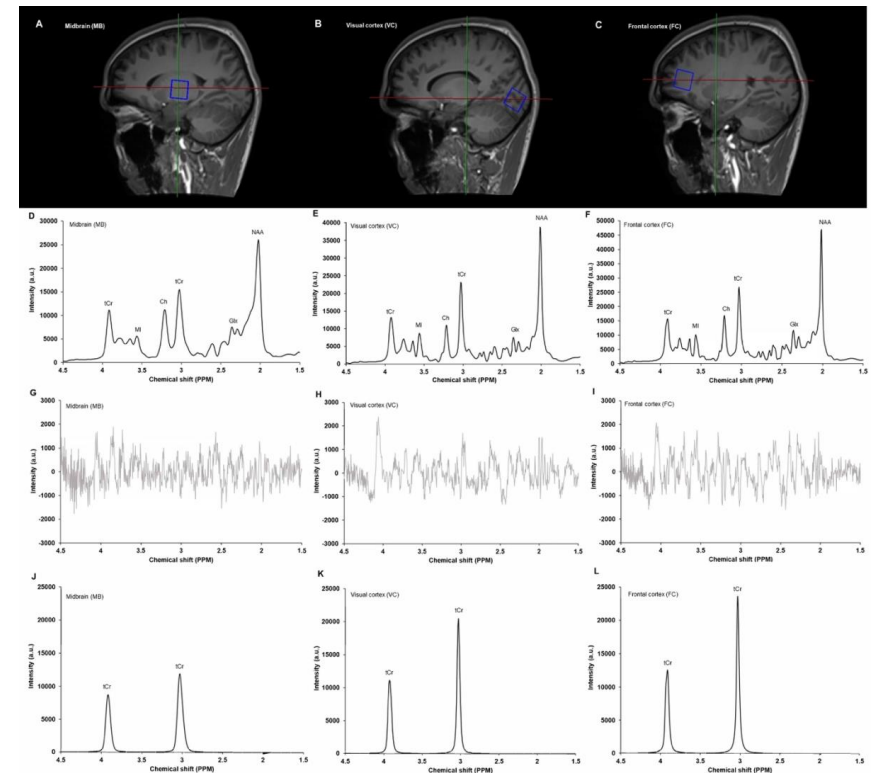 A Midbrain (MB) B Visual cortex (VC) C Frontal cortex (FC)
D Midbrain (MB)
30000
25000
20000
15000
10000
5000
0
tCr MI Ch tCr Glx NAA
4.5 4 3.5 3 2.5 2 1.5
Intensity (a.u.)
Chemical shift (PPM)
E Visual cortex (VC)
40000
35000
30000
25000
20000
15000
10000
5000
0
tCr MI Ch tCr Glx NAA
4.5 4 3.5 3 2.5 2 1.5
Intensity (a.u.)
Chemical shift (PPM)
F Frontal cortex (FC)
50000
45000
40000
35000
30000
25000
20000
15000
10000
5000
0
tCr MI Ch tCr Glx NAA
4.5 4 3.5 3 2.5 2 1.5
Intensity (a.u.)
Chemical shift (PPM)
G Midbrain (MB)
3000
2000
1000
0
-1000
-2000
-3000
4.5 4 3.5 3 2.5 2 1.5
Intensity (a.u.)
Chemical shift (PPM)
H Visual cortex (VC)
3000
2000
1000
0
-1000
-2000
-3000
4.5 4 3.5 3 2.5 2 1.5
Intensity (a.u.)
Chemical shift (PPM)
I Frontal cortex (FC)
3000
2000
1000
0
-1000
-2000
-3000
4.5 4 3.5 3 2.5 2 1.5
Intensity (a.u.)
Chemical shift (PPM)
J Midbrain (MB)
25000
20000
15000
10000
5000
0
tCr tCr
4.5 4 3.5 3 2.5 2 1.5
Intensity (a.u.)
Chemical shift (PPM)
K Visual cortex (VC)
25000
20000
15000
10000
5000
0
tCr tCr
4.5 4 3.5 3 2.5 2 1.5
Intensity (a.u.)
Chemical shift (PPM)
L Frontal cortex (FC)
25000
20000
15000
10000
5000
0
tCr tCr
4.5 4 3.5 3 2.5 2 1.5
Intensity (a.u.)
Chemical shift (PPM)